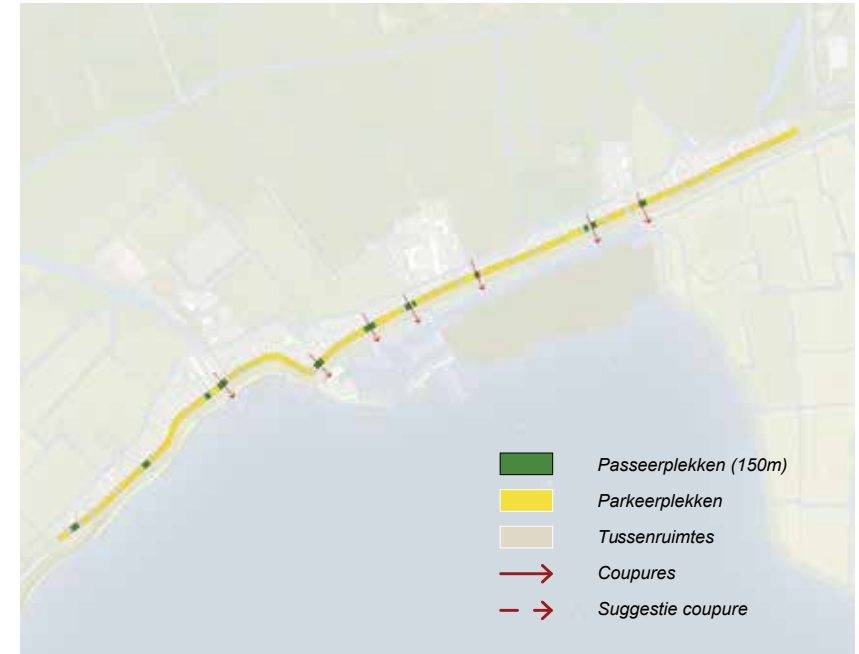 Passeerplekken (150m)
Parkeerplekken
Tussenruimtes
Coupures
Suggestie coupure